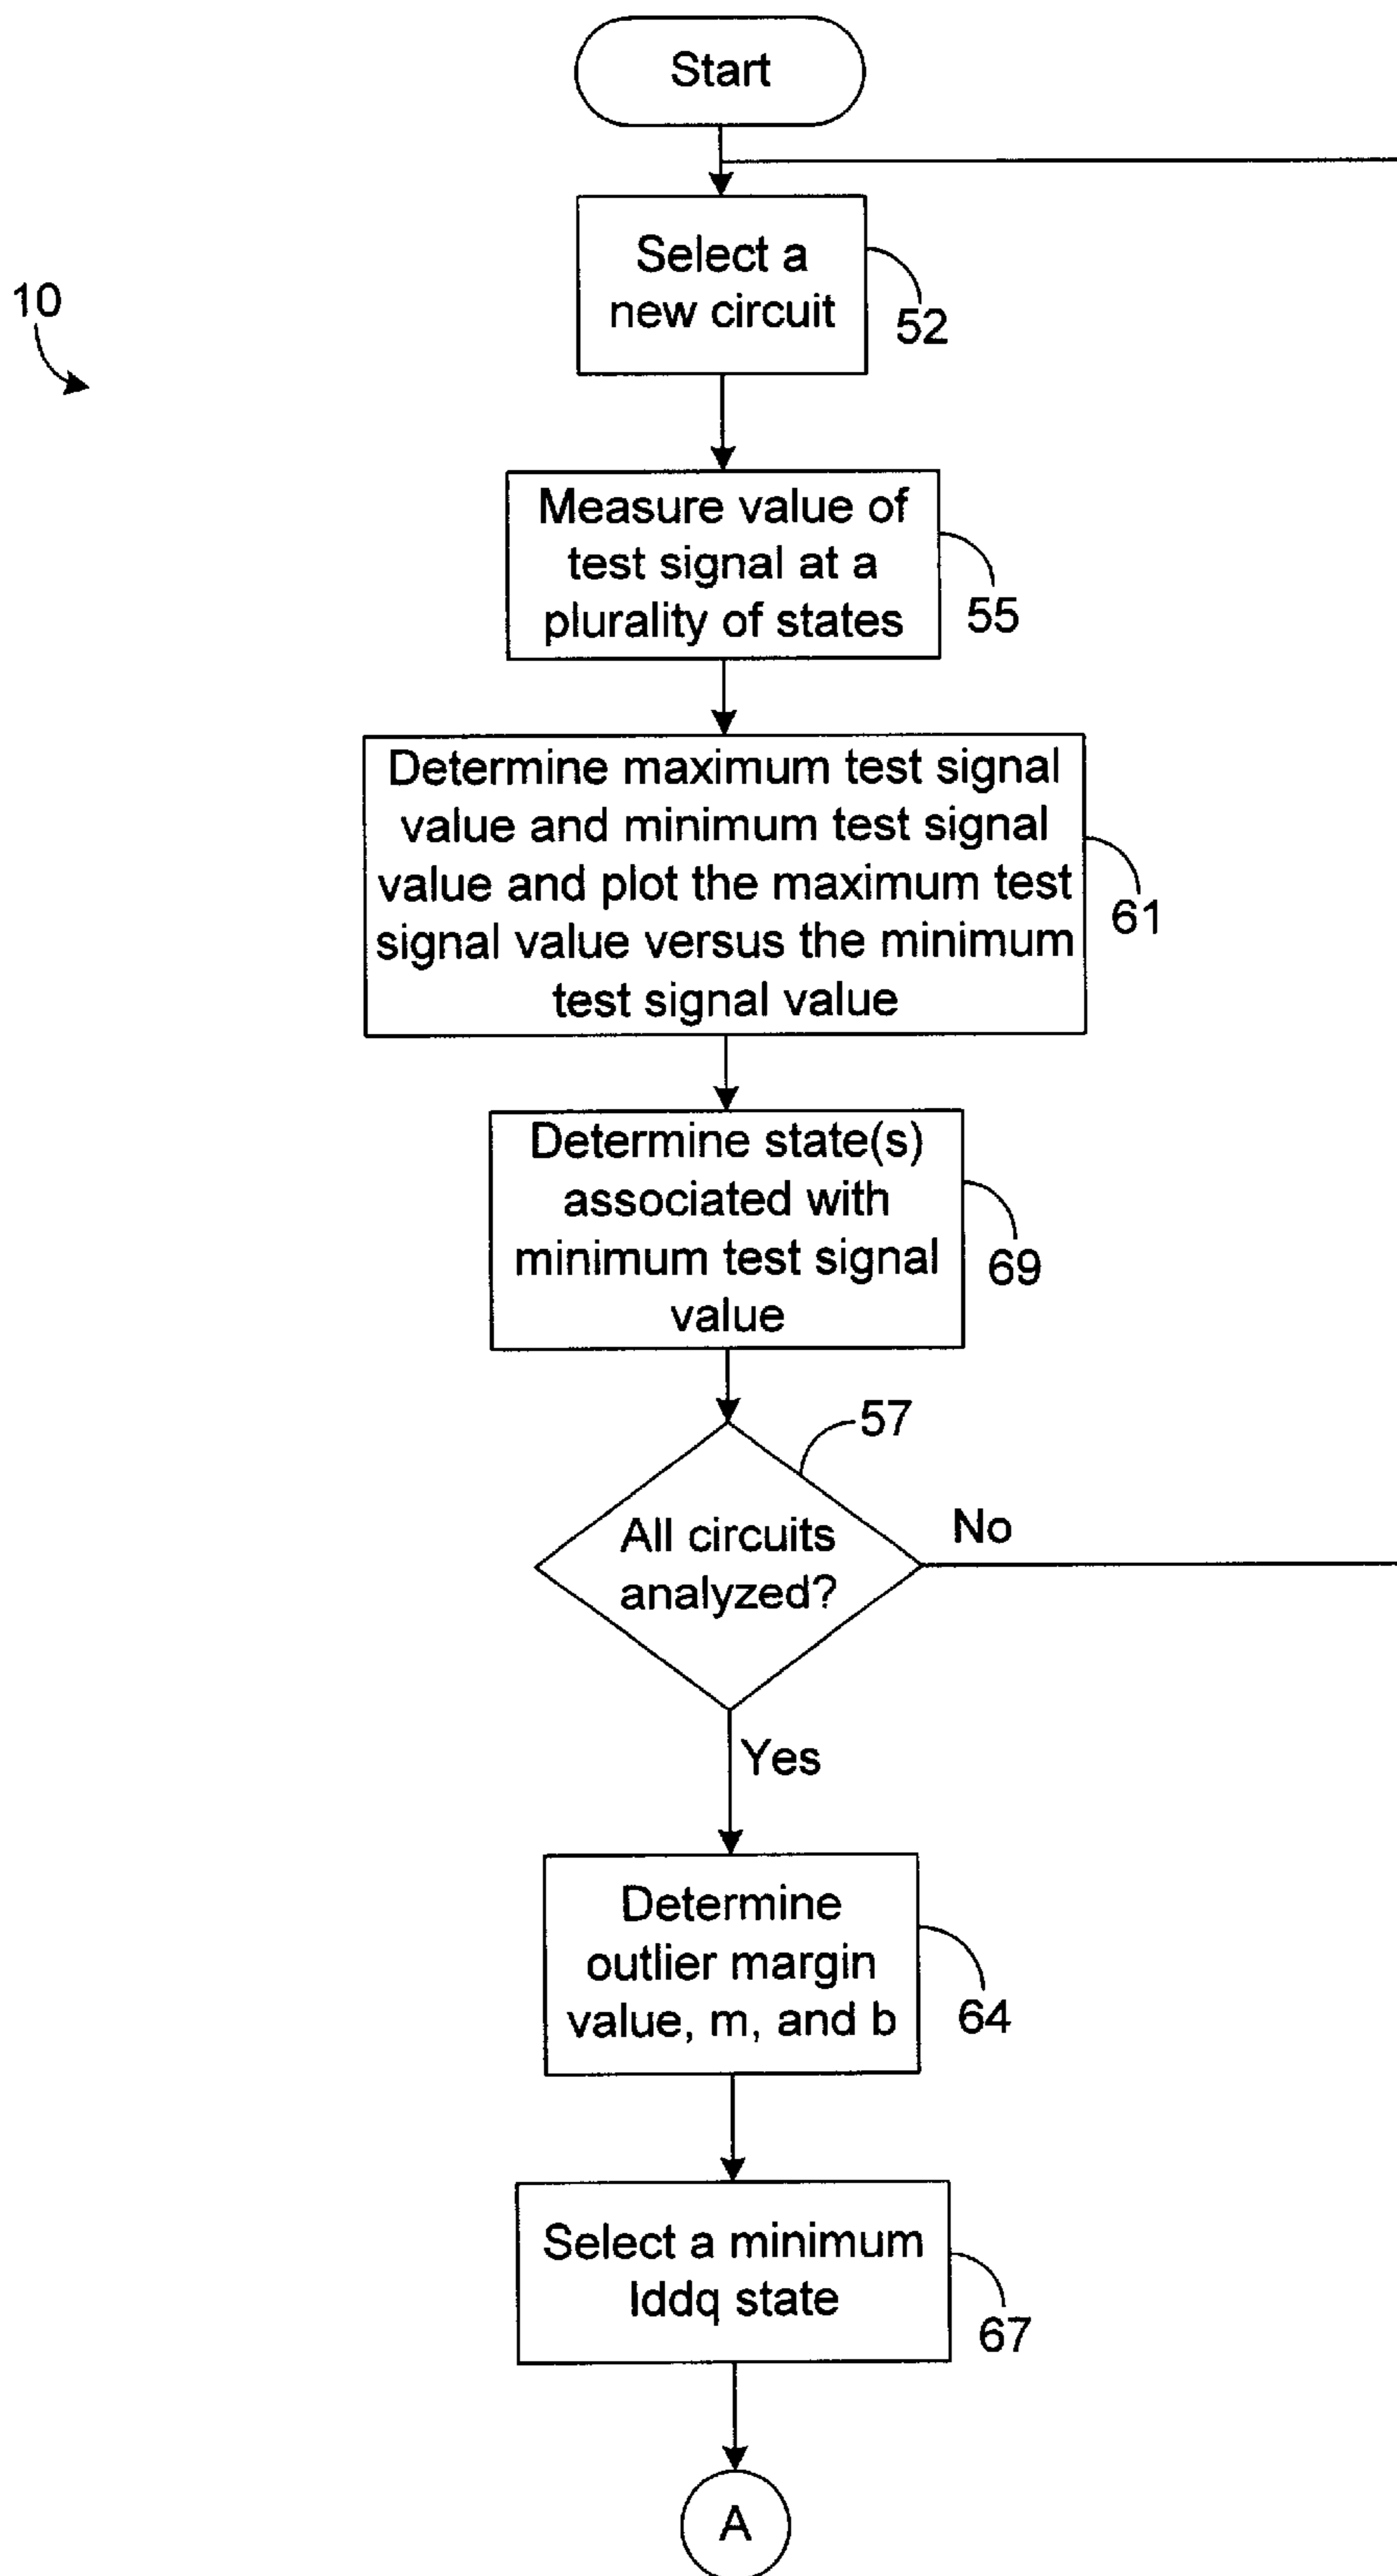 Start
10
Select a
new circuit
52
Measure value of
test signal at a
plurality of states
55
Determine maximum test signal
value and minimum test signal
value and plot the maximum test
signal value versus the minimum
test signal value
61
Determine state(s)
associated with
minimum test signal
value
69
57
All circuits
analyzed?
No
Yes
Determine
outlier margin
value, m, and b
64
Select a minimum
Iddq state
67
A